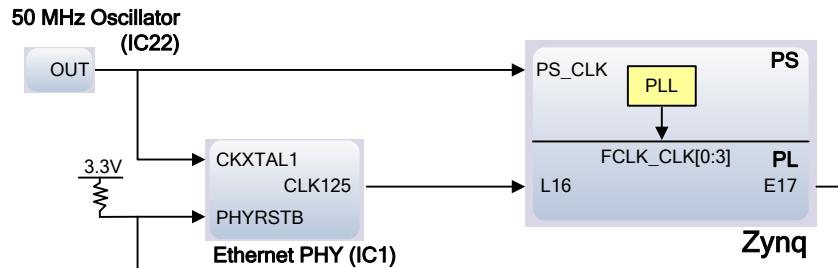 50 MHz Oscillator
(IC22)
OUT
PS_CLK
PS
PLL
FCLK_CLK[0:3]
PL
L16
E17
Zynq
CKXTAL1
CLK125
PHYRSTB
3.3V
Ethernet PHY (IC1)